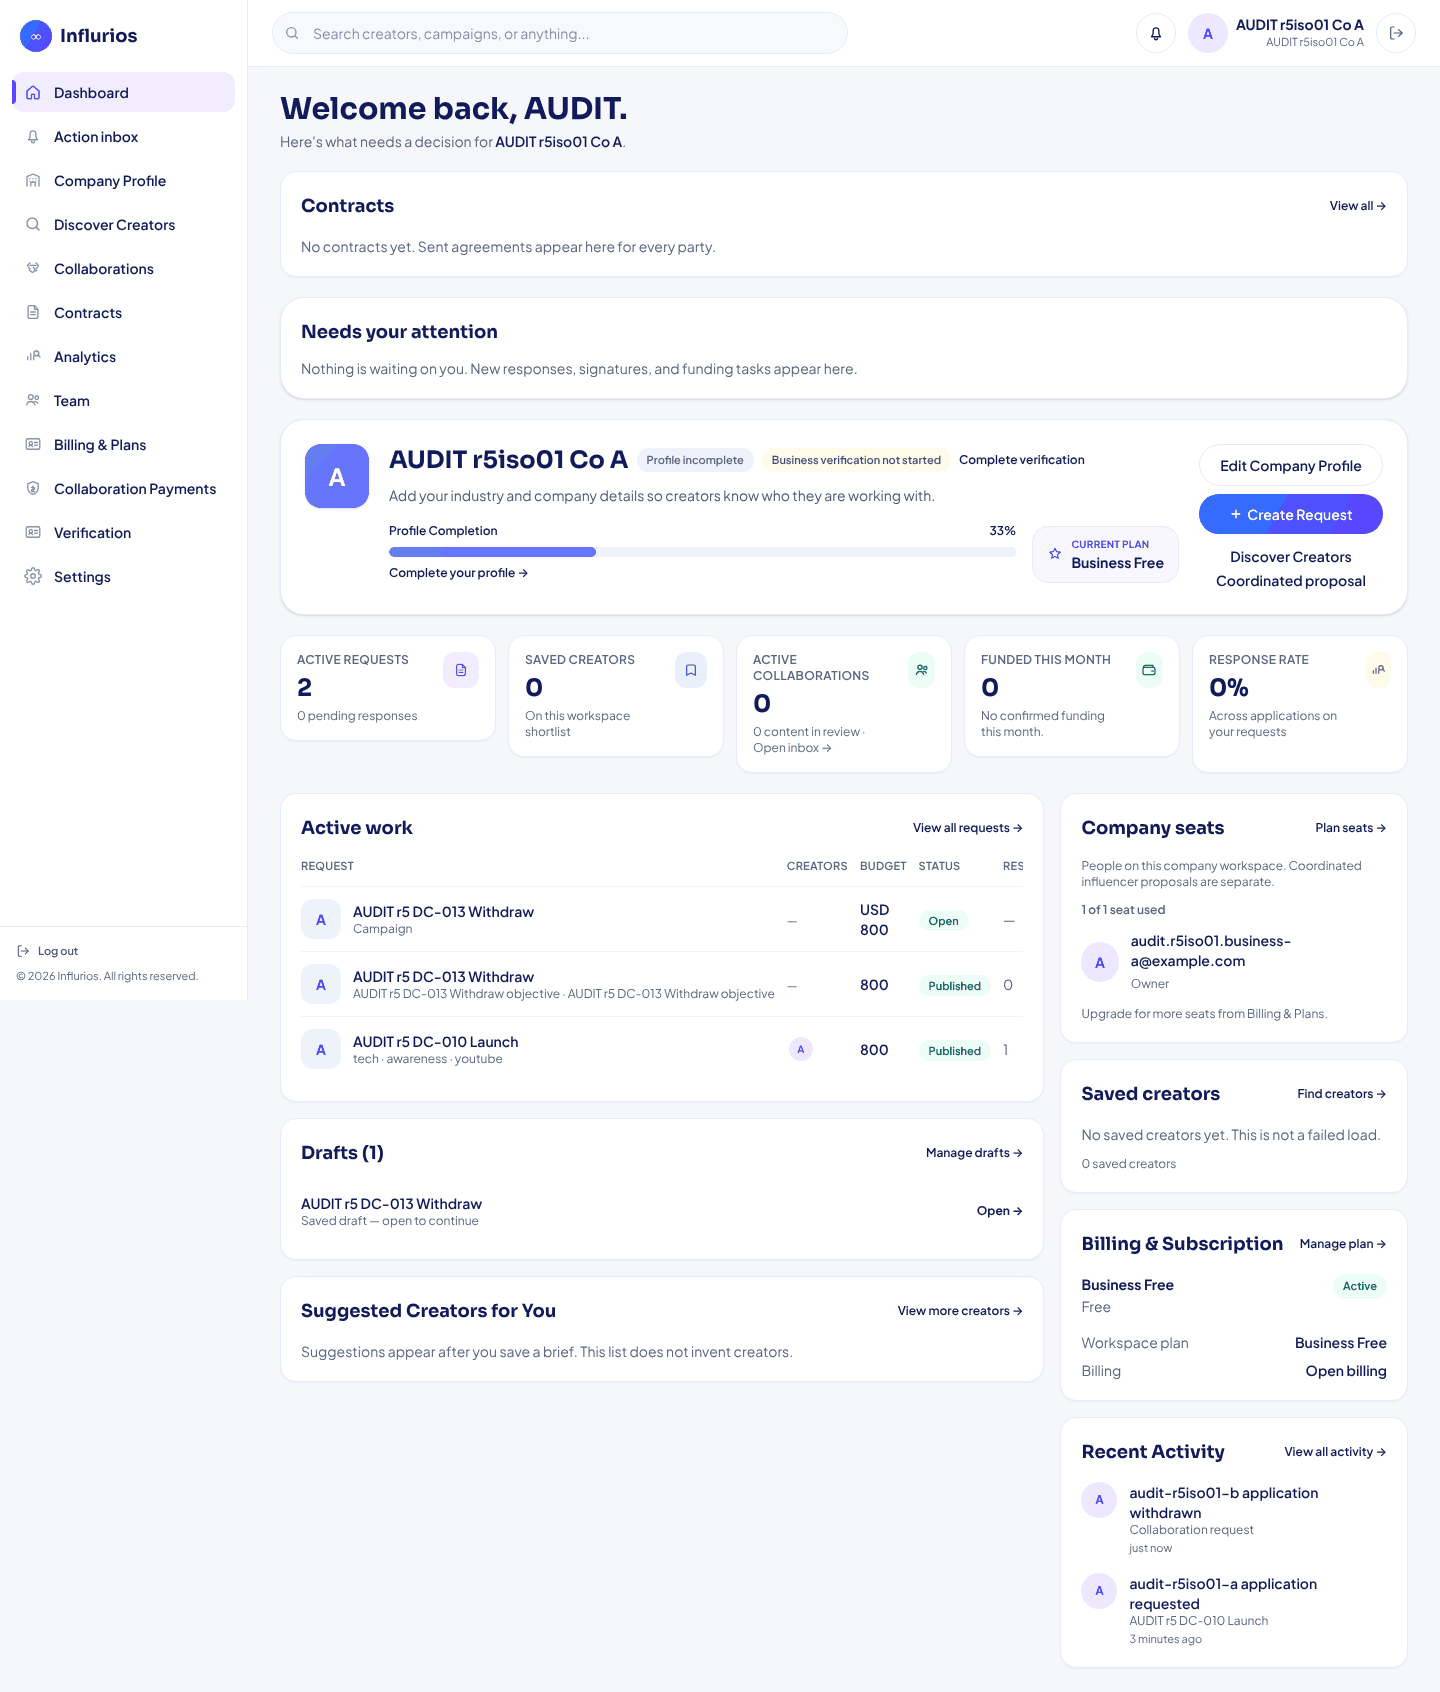 ∞ Influrios
Search creators, campaigns, or anything...
A
AUDIT r5iso01 Co A
AUDIT r5iso01 Co A
Dashboard
Action inbox
Company Profile
Discover Creators
Collaborations
Contracts
Analytics
Team
Billing & Plans
Collaboration Payments
Verification
Settings
Log out
© 2026 Influrios. All rights reserved.
Welcome back, AUDIT.
Here's what needs a decision for AUDIT r5iso01 Co A.
Contracts
View all →
No contracts yet. Sent agreements appear here for every party.
Needs your attention
Nothing is waiting on you. New responses, signatures, and funding tasks appear here.
A
AUDIT r5iso01 Co A Profile incomplete Business verification not started Complete verification
Add your industry and company details so creators know who they are working with.
Profile Completion 33%
Complete your profile →
CURRENT PLAN
Business Free
Edit Company Profile
+ Create Request
Discover Creators
Coordinated proposal
ACTIVE REQUESTS
2
0 pending responses
SAVED CREATORS
0
On this workspace
shortlist
ACTIVE
COLLABORATIONS
0
0 content in review ·
Open inbox →
FUNDED THIS MONTH
0
No confirmed funding
this month.
RESPONSE RATE
0%
Across applications on
your requests
Active work
View all requests →
REQUEST CREATORS BUDGET STATUS RES
A
AUDIT r5 DC-013 Withdraw
Campaign
—
USD
800
Open
—
A
AUDIT r5 DC-013 Withdraw
AUDIT r5 DC-013 Withdraw objective · AUDIT r5 DC-013 Withdraw objective
—
800
Published
0
A
AUDIT r5 DC-010 Launch
tech · awareness · youtube
A
800
Published
1
Drafts (1)
Manage drafts →
AUDIT r5 DC-013 Withdraw
Saved draft — open to continue
Open →
Suggested Creators for You
View more creators →
Suggestions appear after you save a brief. This list does not invent creators.
Company seats
Plan seats →
People on this company workspace. Coordinated
influencer proposals are separate.
1 of 1 seat used
A
audit.r5iso01.business-
a@example.com
Owner
Upgrade for more seats from Billing & Plans.
Saved creators
Find creators →
No saved creators yet. This is not a failed load.
0 saved creators
Billing & Subscription
Manage plan →
Business Free
Active
Free
Workspace plan Business Free
Billing Open billing
Recent Activity
View all activity →
A
audit-r5iso01-b application
withdrawn
Collaboration request
just now
A
audit-r5iso01-a application
requested
AUDIT r5 DC-010 Launch
3 minutes ago